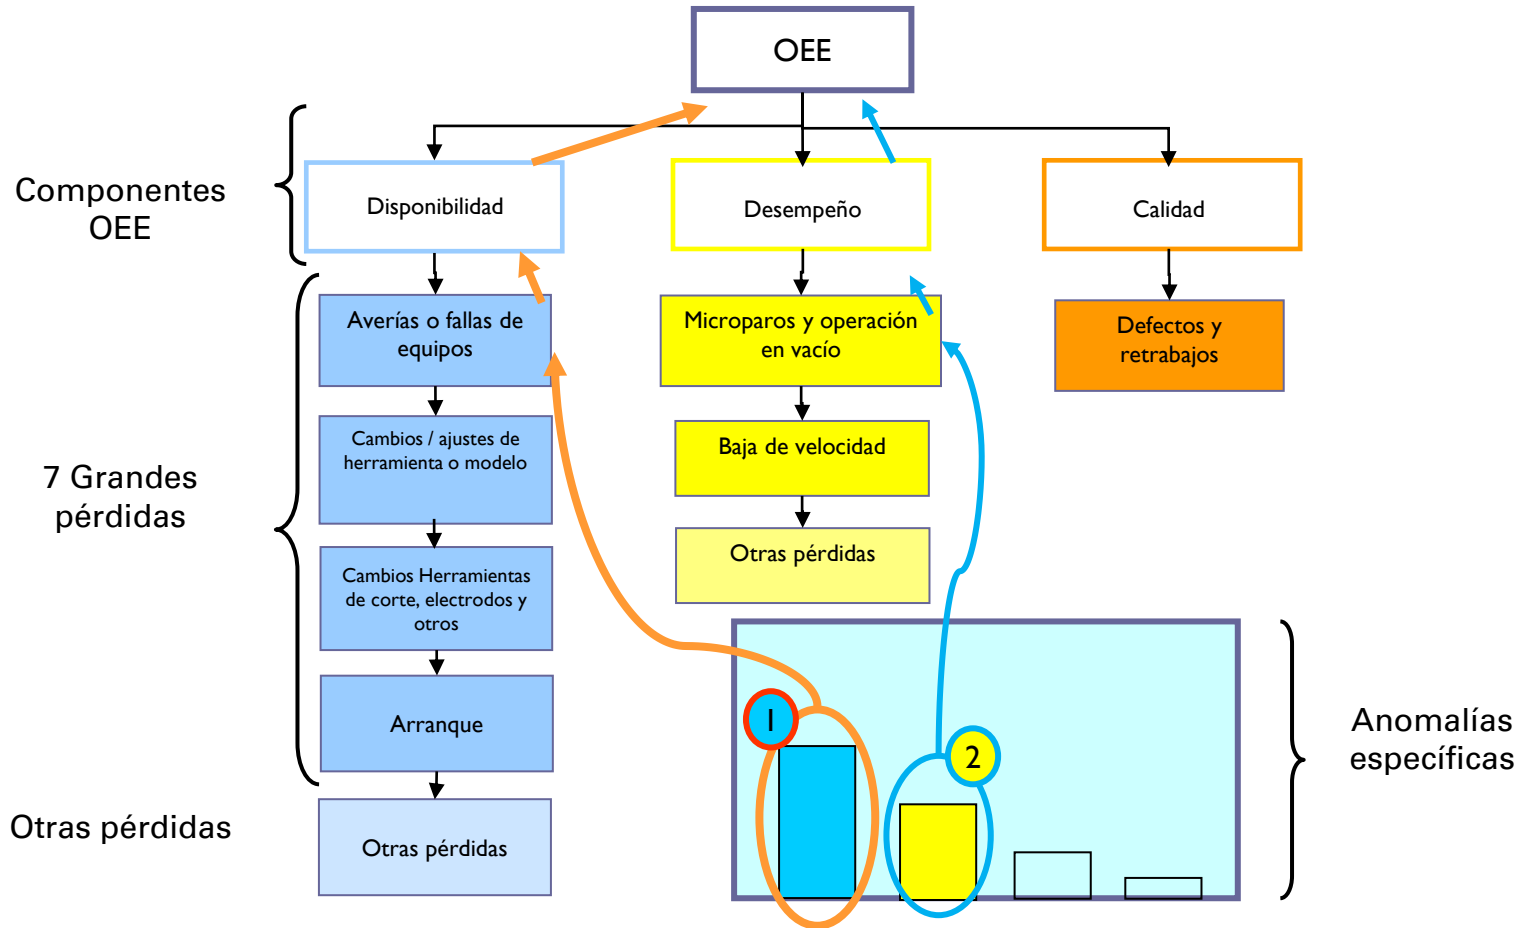 OEE
Componentes
OEE
Disponibilidad
Desempeño
Calidad
7 Grandes
pérdidas
Averías o fallas de
equipos
Cambios / ajustes de
herramienta o modelo
Cambios Herramientas
de corte, electrodos y
otros
Arranque
Otras pérdidas
Otras pérdidas
Microparos y operación
en vacío
Baja de velocidad
Otras pérdidas
Defectos y
retrabajos
1
2
Anomalías
específicas